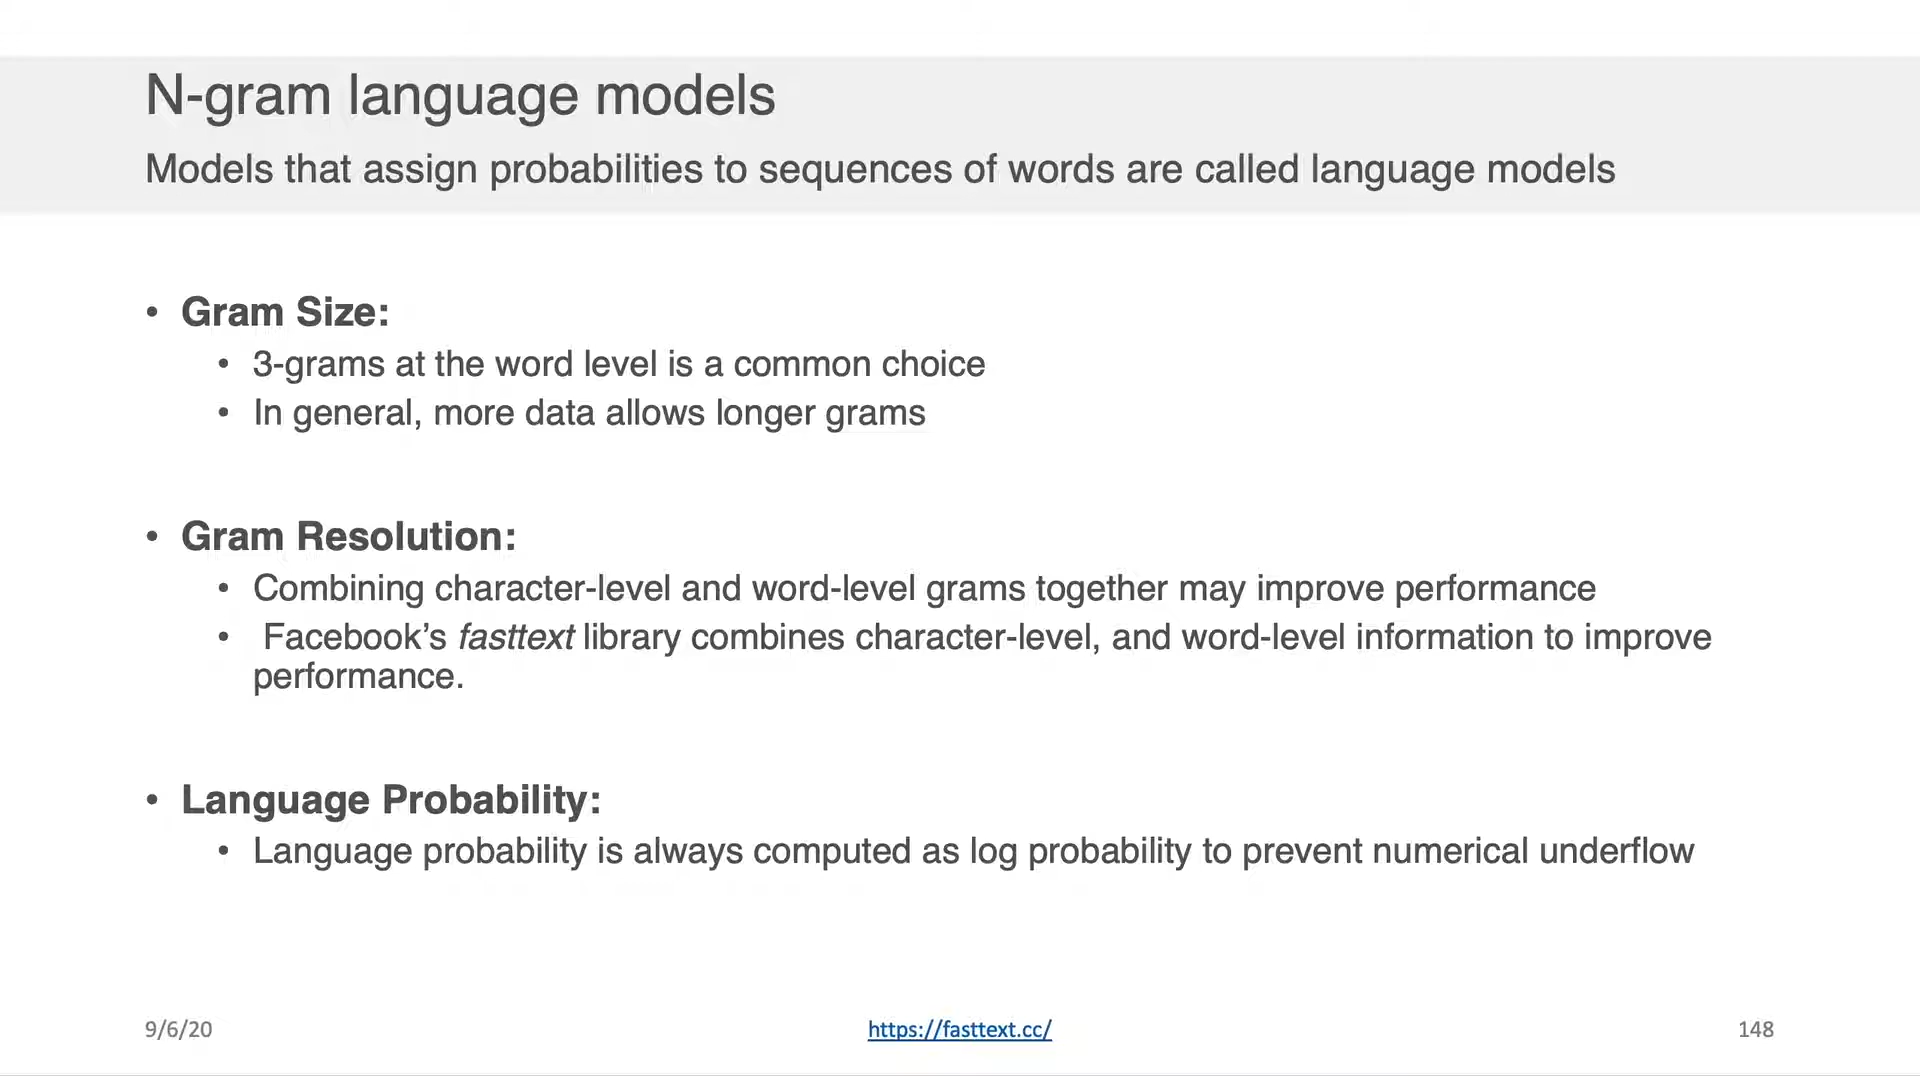 N-gram language models
Models that assign probabilities to sequences of words are called language models
• Gram Size:
• 3-grams at the word level is a common choice
• In general, more data allows longer grams
• Gram Resolution:
• Combining character-level and word-level grams together may improve performance
• Facebook’s fasttext library combines character-level, and word-level information to improve
performance.
• Language Probability:
• Language probability is always computed as log probability to prevent numerical underflow
9/6/20
https://fasttext.cc/
148